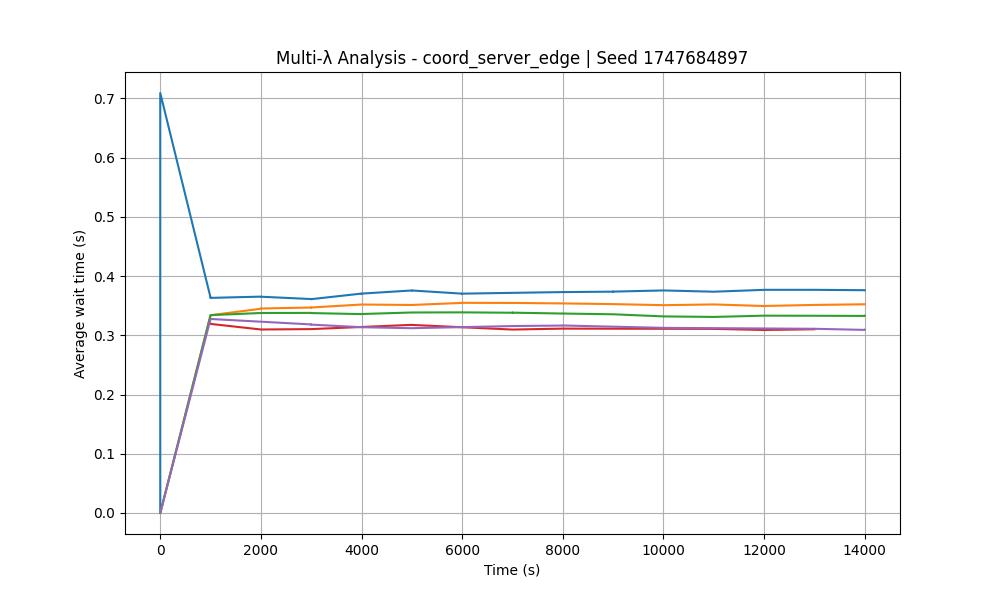 Multi-λ Analysis - coord_server_edge | Seed 1747684897
Average wait time (s)
0.7
0.6
0.5
0.4
0.3
0.2
0.1
0.0
0 2000 4000 6000 8000 10000 12000 14000
Time (s)